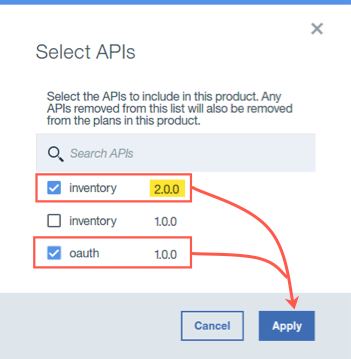 Select APIs
Select the APIs to include in this product. Any
APIs removed from this list will also be removed
from the plans in this product.
Search APIs
inventory 2.0.0
inventory 1.0.0
oauth 1.0.0
Cancel Apply